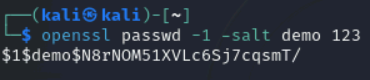 ┌──(kali㉿kali)-[~]
└─$ openssl passwd -1 -salt demo 123
$1$demo$N8rNOM51XVLc6Sj7cqsmT/